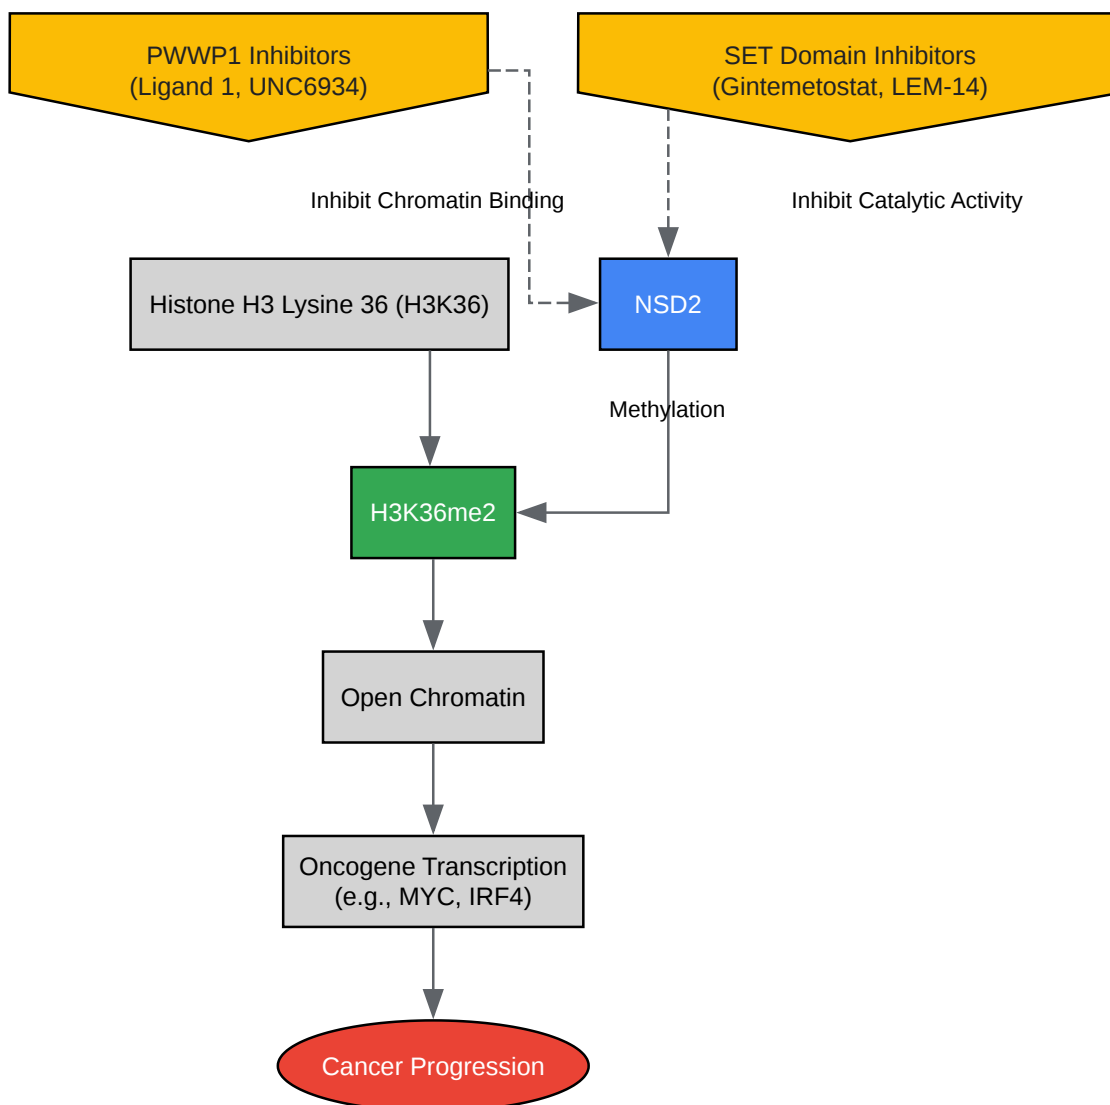 PWWP1 Inhibitors
(Ligand 1, UNC6934)
SET Domain Inhibitors
(Gintemetostat, LEM-14)
Inhibit Chromatin Binding
Inhibit Catalytic Activity
Histone H3 Lysine 36 (H3K36)
NSD2
Methylation
H3K36me2
Open Chromatin
Oncogene Transcription
(e.g., MYC, IRF4)
Cancer Progression